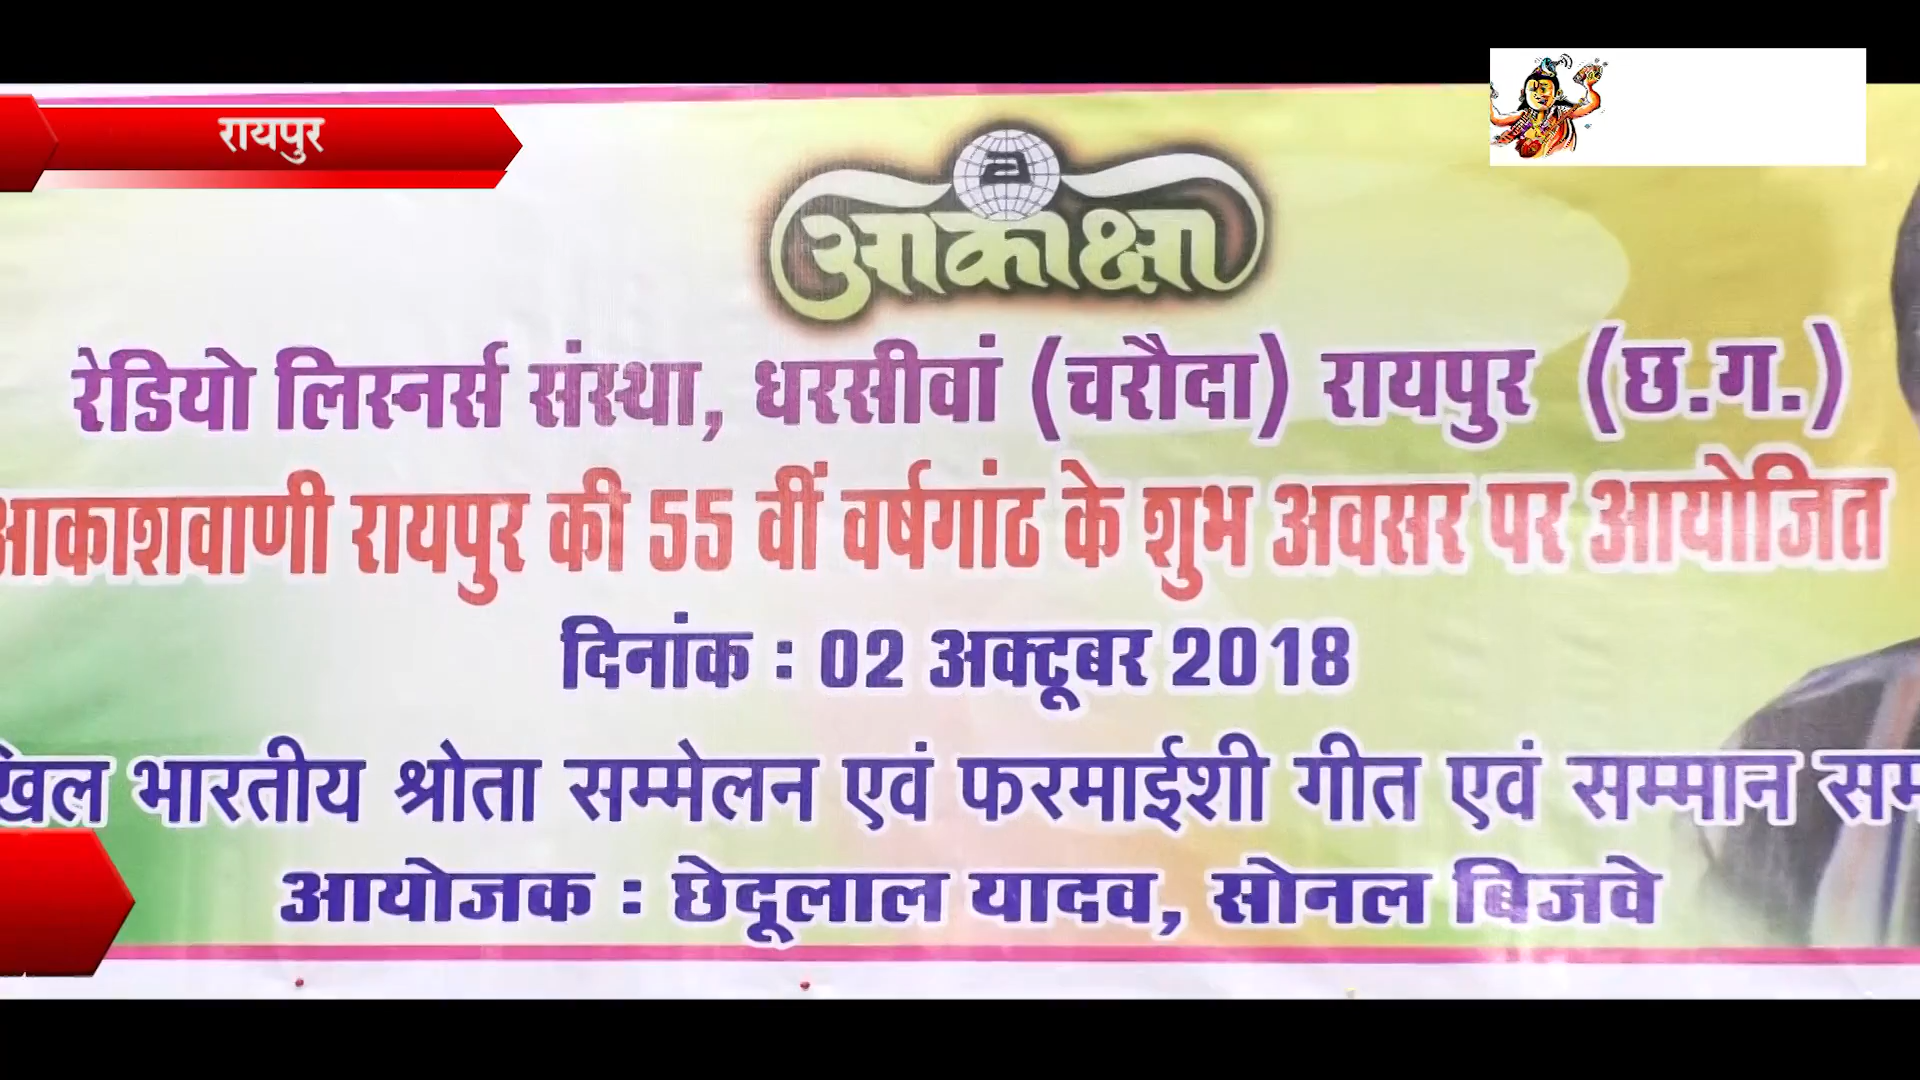 रायपुर
आकांक्षा
रेडियो लिस्नर्स संस्था, धरसीवां (चरौदा) रायपुर (छ.ग.)
आकाशवाणी रायपुर की 55 वीं वर्षगांठ के शुभ अवसर पर आयोजित
दिनांक : 02 अक्टूबर 2018
खिल भारतीय श्रोता सम्मेलन एवं फरमाईशी गीत एवं सम्मान सम
आयोजक : छेदूलाल यादव, सोनल बिजवे